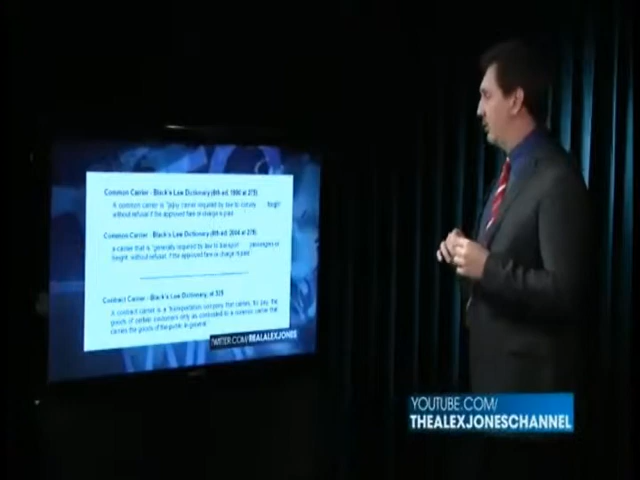 Common Carrier - Black's Law Dictionary (6th ed. 1990 at 275)
A common carrier is "[a]ny carrier required by law to convey freight
without refusal if the approved fare or charge is paid
Common Carrier - Black's Law Dictionary (8th ed. 2004 at 226)
a carrier that is "generally required by law to transport passengers or
freight, without refusal, if the approved fare or charge is paid"
Contract Carrier - Black's Law Dictionary, at 325
A contract carrier is a "transportation company that carries, for pay, the
goods of certain customers only as contrasted to a common carrier that
carries the goods of the public in general
TWITTER.COM/REALALEXJONES
YOUTUBE.COM/
THEALEXJONESCHANNEL